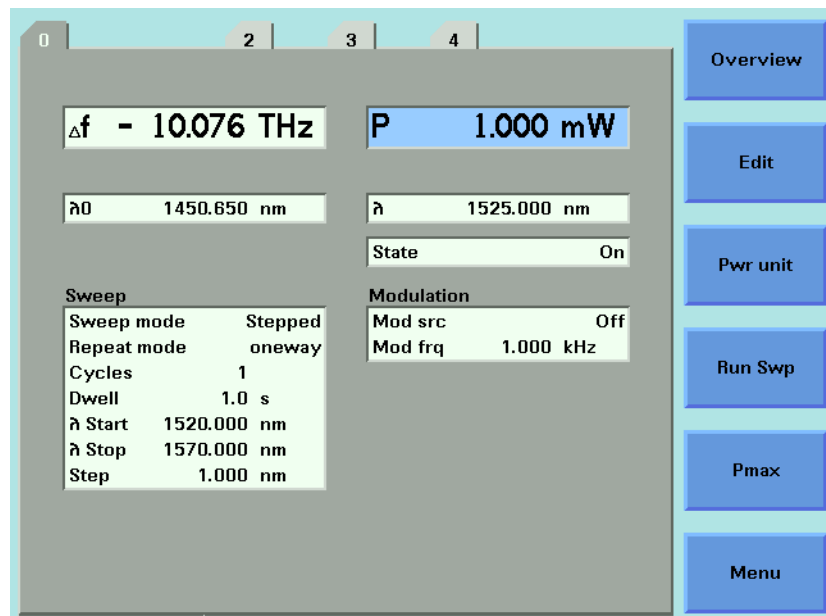 0 2 3 4
Overview
▵f - 10.076 THz P 1.000 mW
Edit
λ0 1450.650 nm λ 1525.000 nm
State On
Pwr unit
Sweep Modulation
Sweep mode Stepped Mod src Off
Repeat mode oneway Mod frq 1.000 kHz
Cycles 1
Run Swp
Dwell 1.0 s
λ Start 1520.000 nm
λ Stop 1570.000 nm
Step 1.000 nm
Pmax
Menu